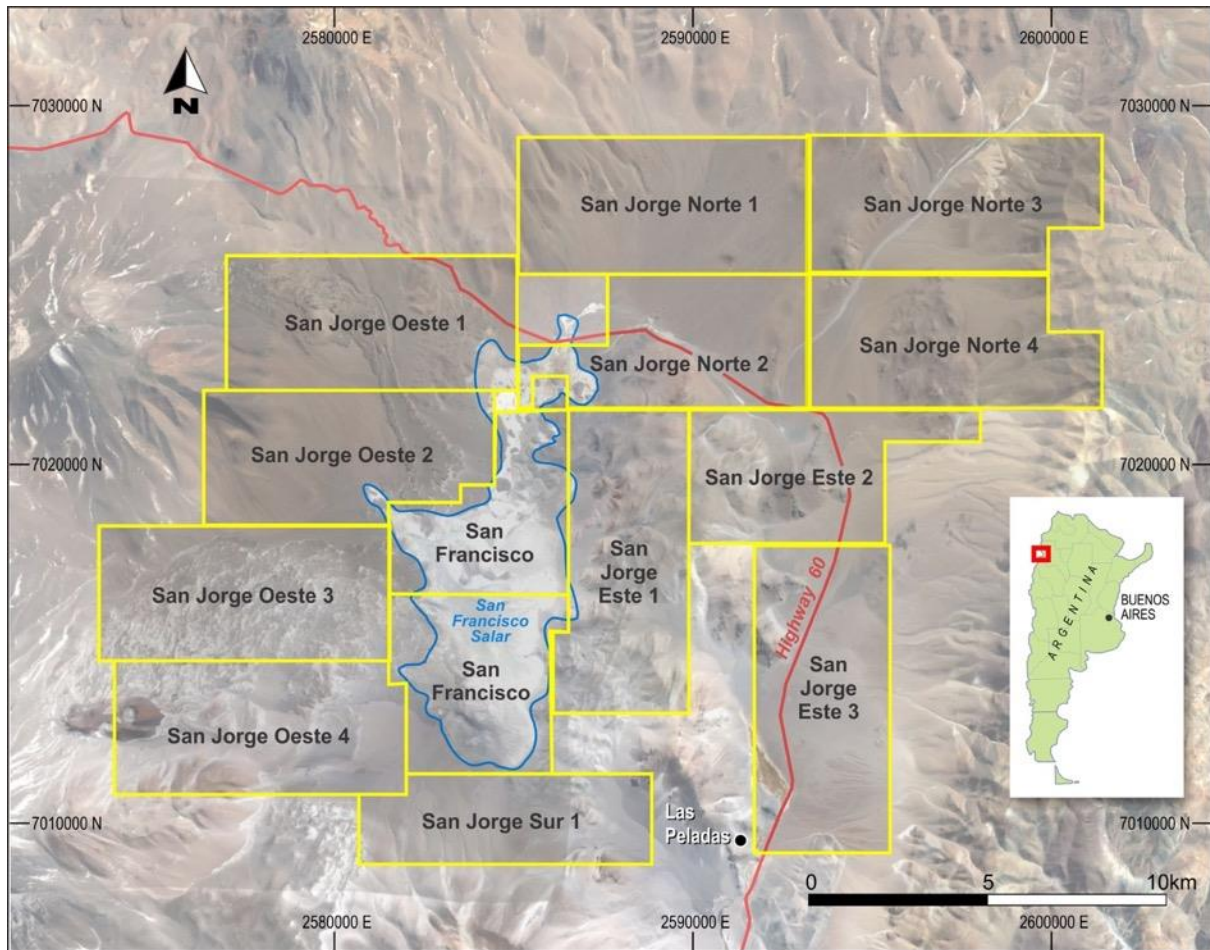 2580000 E
2590000 E
2600000 E
N
7030000 N
7030000 N
San Jorge Norte 1
San Jorge Norte 3
San Jorge Oeste 1
San Jorge Norte 2
San Jorge Norte 4
7020000 N
San Jorge Oeste 2
San Jorge Este 2
7020000 N
San
Francisco
San
Jorge
Este 1
San Jorge Oeste 3
San
Francisco
Salar
Highway 60
San
Francisco
San
Jorge
Este 3
San Jorge Oeste 4
ARGENTINA
BUENOS
AIRES
7010000 N
San Jorge Sur 1
Las
Peladas
7010000 N
0
5
10km
2580000 E
2590000 E
2600000 E